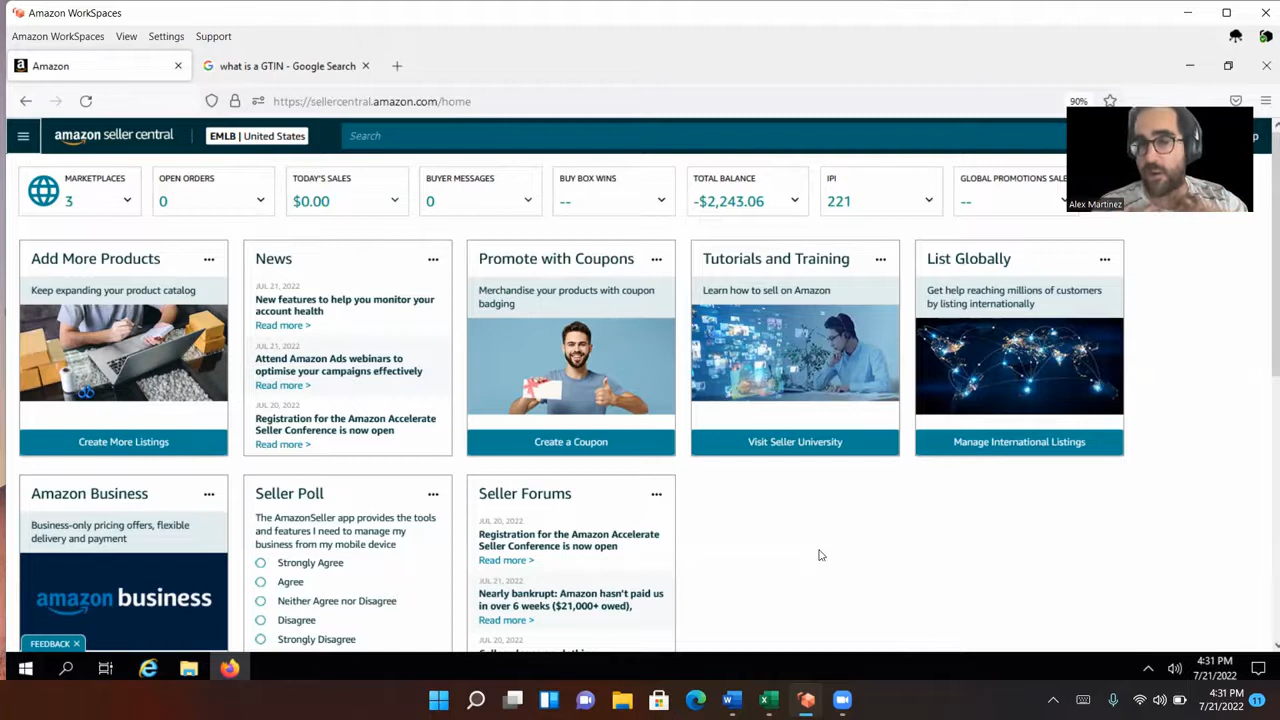 Amazon WorkSpaces
Amazon WorkSpaces View Settings Support
Amazon
what is a GTIN - Google Search
https://sellercentral.amazon.com/home
90%
amazon seller central
EMLB | United States
Search
MARKETPLACES
3
OPEN ORDERS
0
TODAY'S SALES
$0.00
BUYER MESSAGES
0
BUY BOX WINS
--
TOTAL BALANCE
-$2,243.06
IPI
221
GLOBAL PROMOTIONS SALE
--
Alex Martinez
Add More Products
Keep expanding your product catalog
Create More Listings
News
JUL 21, 2022
New features to help you monitor your
account health
Read more >
JUL 21, 2022
Attend Amazon Ads webinars to
optimise your campaigns effectively
Read more >
JUL 20, 2022
Registration for the Amazon Accelerate
Seller Conference is now open
Read more >
Promote with Coupons
Merchandise your products with coupon
badging
Create a Coupon
Tutorials and Training
Learn how to sell on Amazon
Visit Seller University
List Globally
Get help reaching millions of customers
by listing internationally
Manage International Listings
Amazon Business
Business-only pricing offers, flexible
delivery and payment
amazon business
FEEDBACK
Seller Poll
The AmazonSeller app provides the tools
and features I need to manage my
business from my mobile device
Strongly Agree
Agree
Neither Agree nor Disagree
Disagree
Strongly Disagree
Seller Forums
JUL 20, 2022
Registration for the Amazon Accelerate
Seller Conference is now open
Read more >
JUL 21, 2022
Nearly bankrupt: Amazon hasn't paid us
in over 6 weeks ($21,000+ owed),
Read more >
JUL 20, 2022
4:31 PM
7/21/2022
4:31 PM
7/21/2022
11